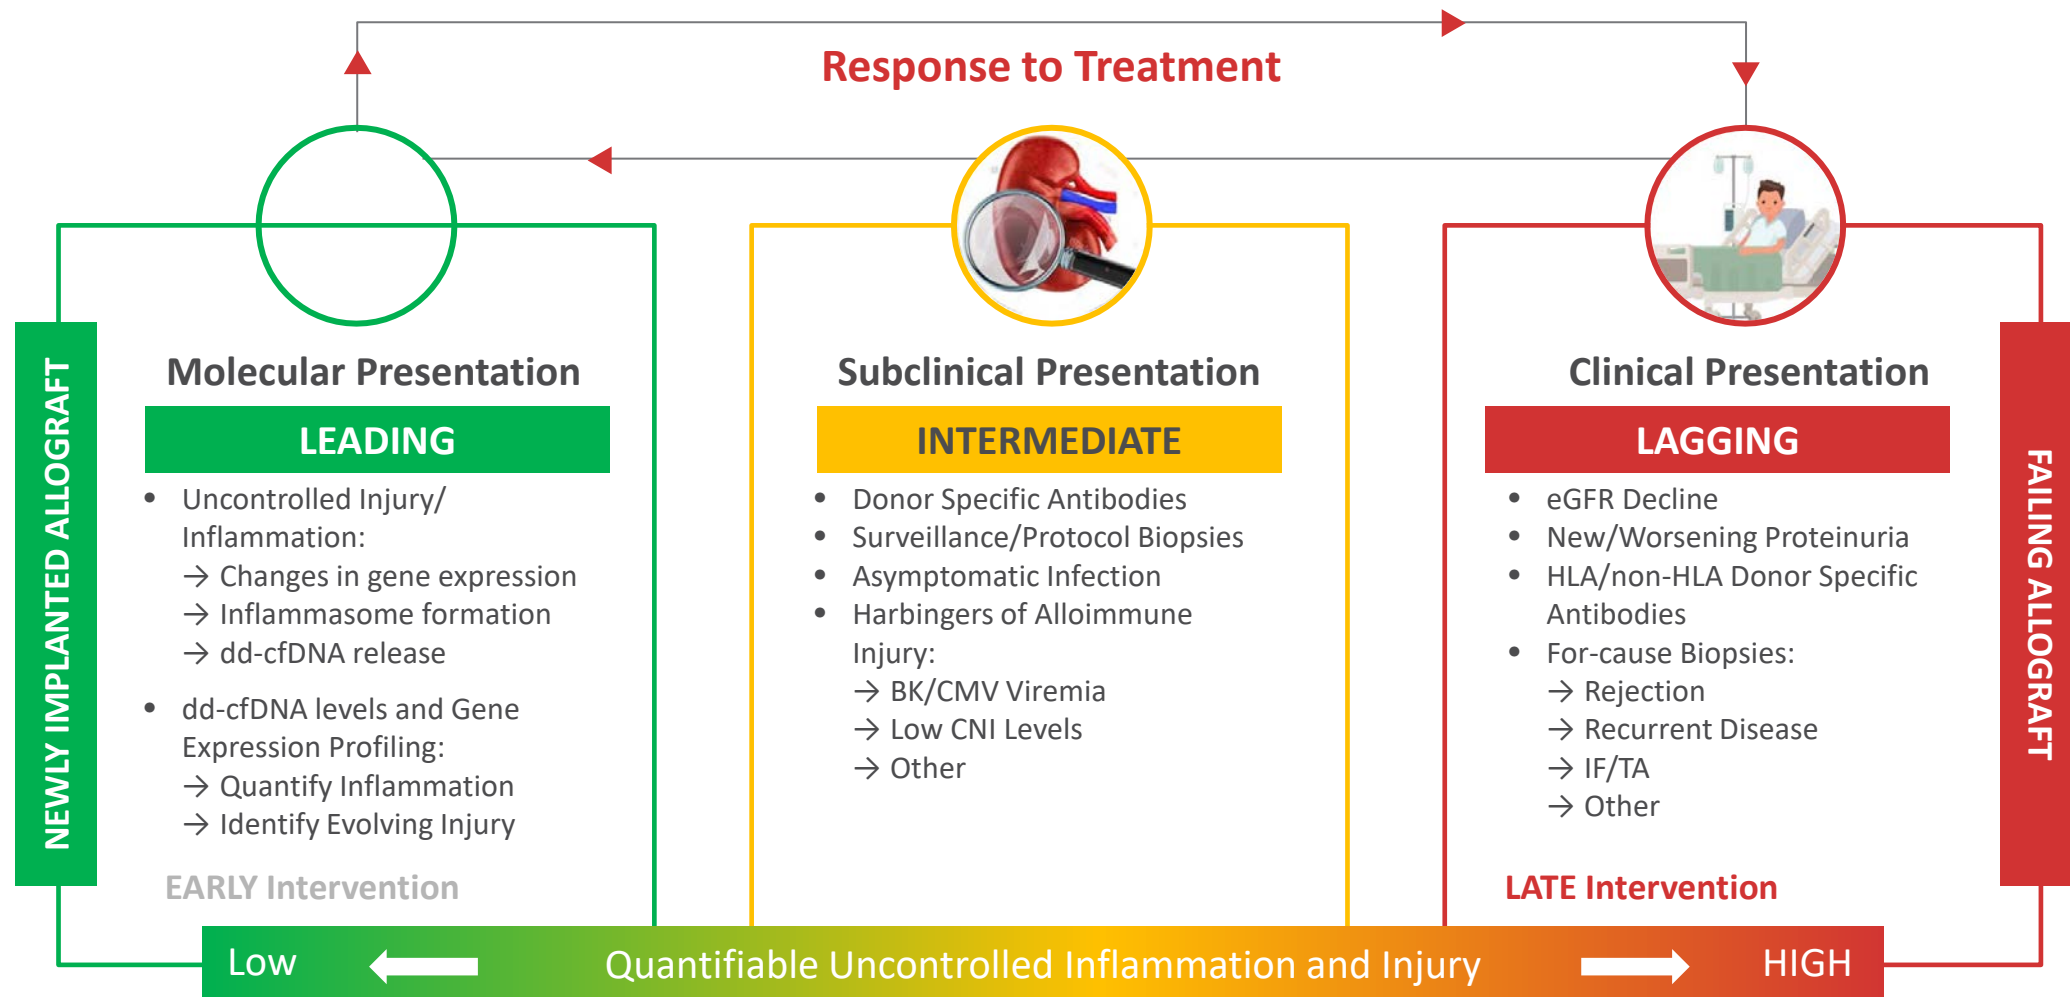 Response to Treatment
NEWLY IMPLANTED ALLOGRAFT
Molecular Presentation
LEADING
• Uncontrolled Injury/
Inflammation:
→ Changes in gene expression
→ Inflammasome formation
→ dd-cfDNA release
• dd-cfDNA levels and Gene
Expression Profiling:
→ Quantify Inflammation
→ Identify Evolving Injury
EARLY Intervention
Subclinical Presentation
INTERMEDIATE
• Donor Specific Antibodies
• Surveillance/Protocol Biopsies
• Asymptomatic Infection
• Harbingers of Alloimmune
Injury:
→ BK/CMV Viremia
→ Low CNI Levels
→ Other
Clinical Presentation
LAGGING
• eGFR Decline
• New/Worsening Proteinuria
• HLA/non-HLA Donor Specific
Antibodies
• For-cause Biopsies:
→ Rejection
→ Recurrent Disease
→ IF/TA
→ Other
LATE Intervention
FAILING ALLOGRAFT
Low
Quantifiable Uncontrolled Inflammation and Injury
HIGH